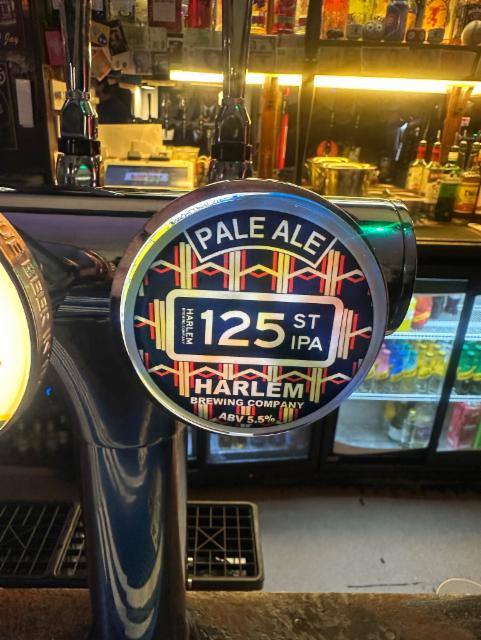 PALE ALE
HARLEM
125 ST
IPA
HARLEM
BREWING COMPANY
ABV 5.5%